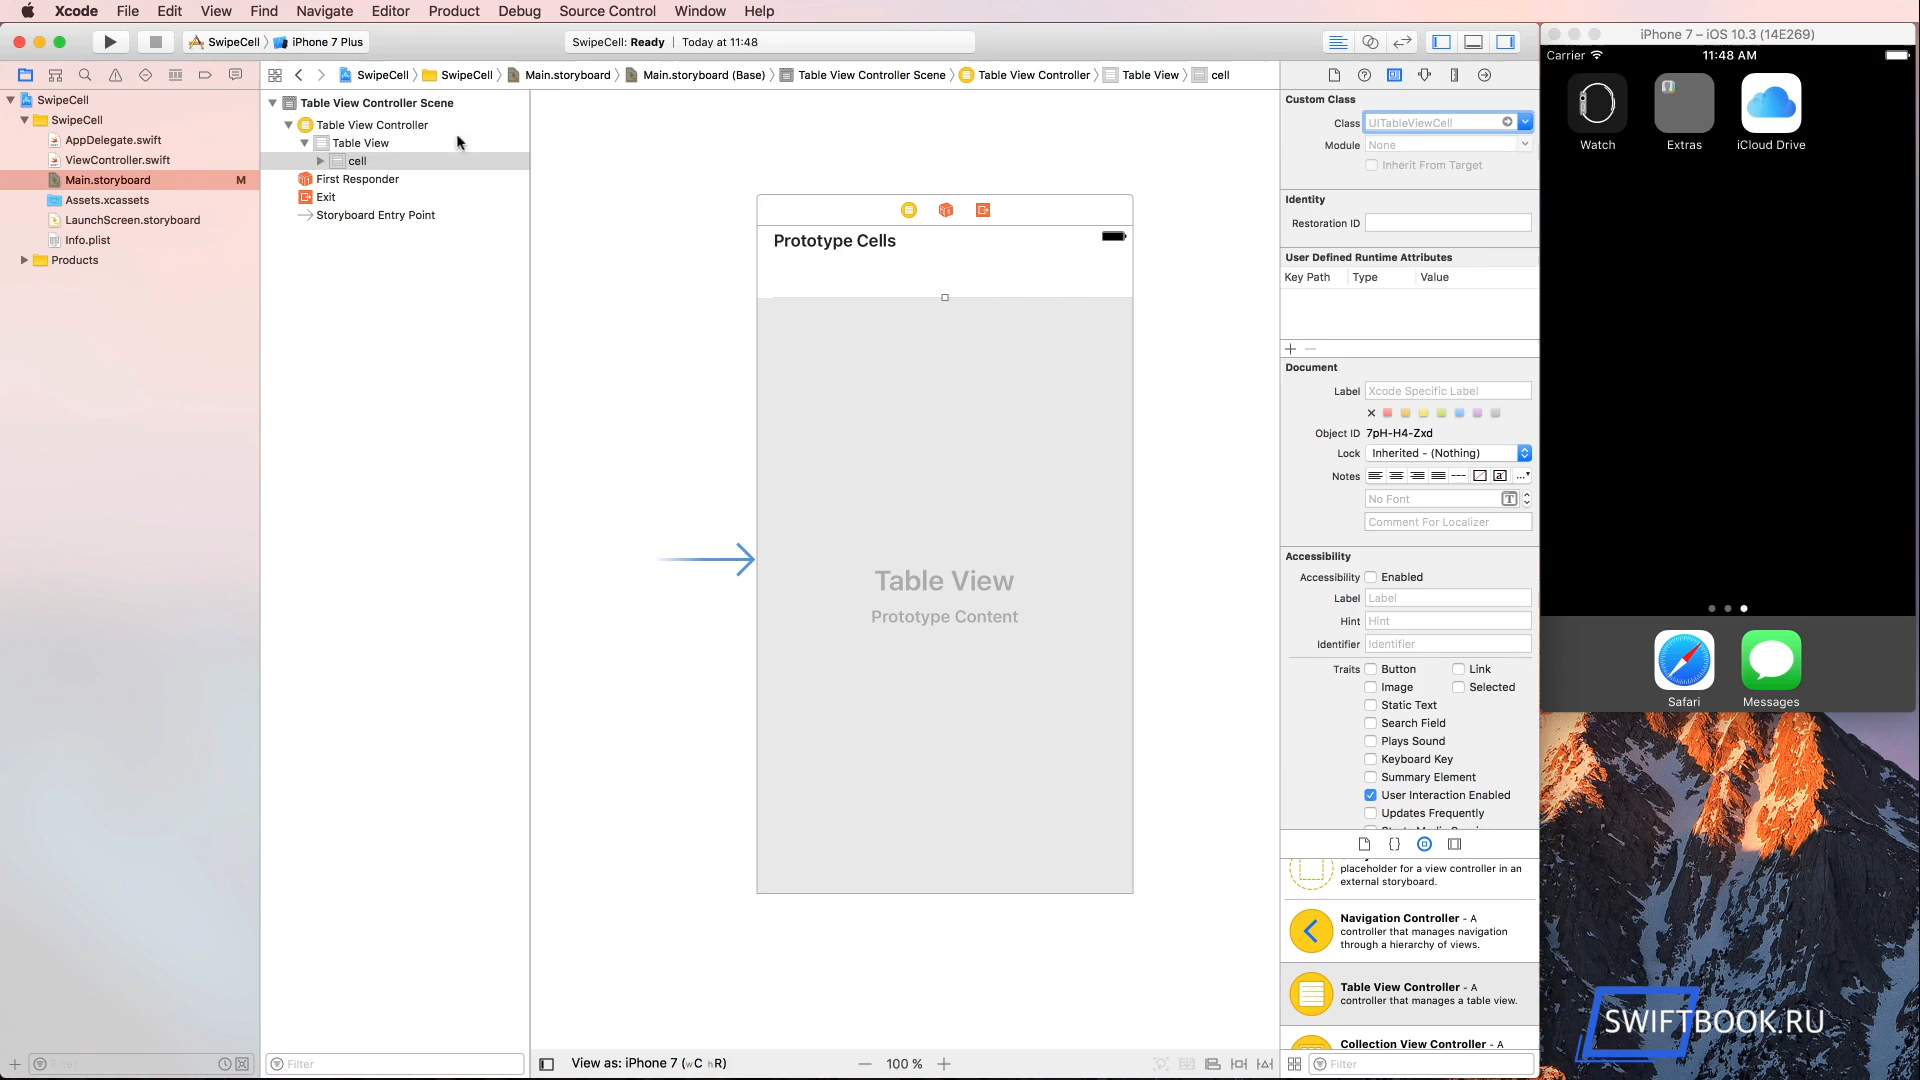 Xcode File Edit View Find Navigate Editor Product Debug Source Control Window Help
SwipeCell iPhone 7 Plus
SwipeCell: Ready Today at 11:48
SwipeCell SwipeCell Main.storyboard Main.storyboard (Base) Table View Controller Scene Table View Controller Table View cell
SwipeCell
SwipeCell
AppDelegate.swift
ViewController.swift
Main.storyboard M
Assets.xcassets
LaunchScreen.storyboard
Info.plist
Products
Filter
Table View Controller Scene
Table View Controller
Table View
cell
First Responder
Exit
Storyboard Entry Point
Filter
Prototype Cells
Table View
Prototype Content
View as: iPhone 7 (wC hR)
100 %
Custom Class
Class UITableViewCell
Module None
Inherit From Target
Identity
Restoration ID
User Defined Runtime Attributes
Key Path Type Value
Document
Label Xcode Specific Label
Object ID 7pH-H4-Zxd
Lock Inherited - (Nothing)
Notes
No Font
Comment For Localizer
Accessibility
Accessibility Enabled
Label Label
Hint Hint
Identifier Identifier
Traits Button Link
Image Selected
Static Text
Search Field
Plays Sound
Keyboard Key
Summary Element
User Interaction Enabled
Updates Frequently
placeholder for a view controller in an
external storyboard.
Navigation Controller - A
controller that manages navigation
through a hierarchy of views.
Table View Controller - A
controller that manages a table view.
Collection View Controller - A
Filter
iPhone 7 – iOS 10.3 (14E269)
Carrier 11:48 AM
Watch Extras iCloud Drive
Safari Messages
SWIFTBOOK.RU